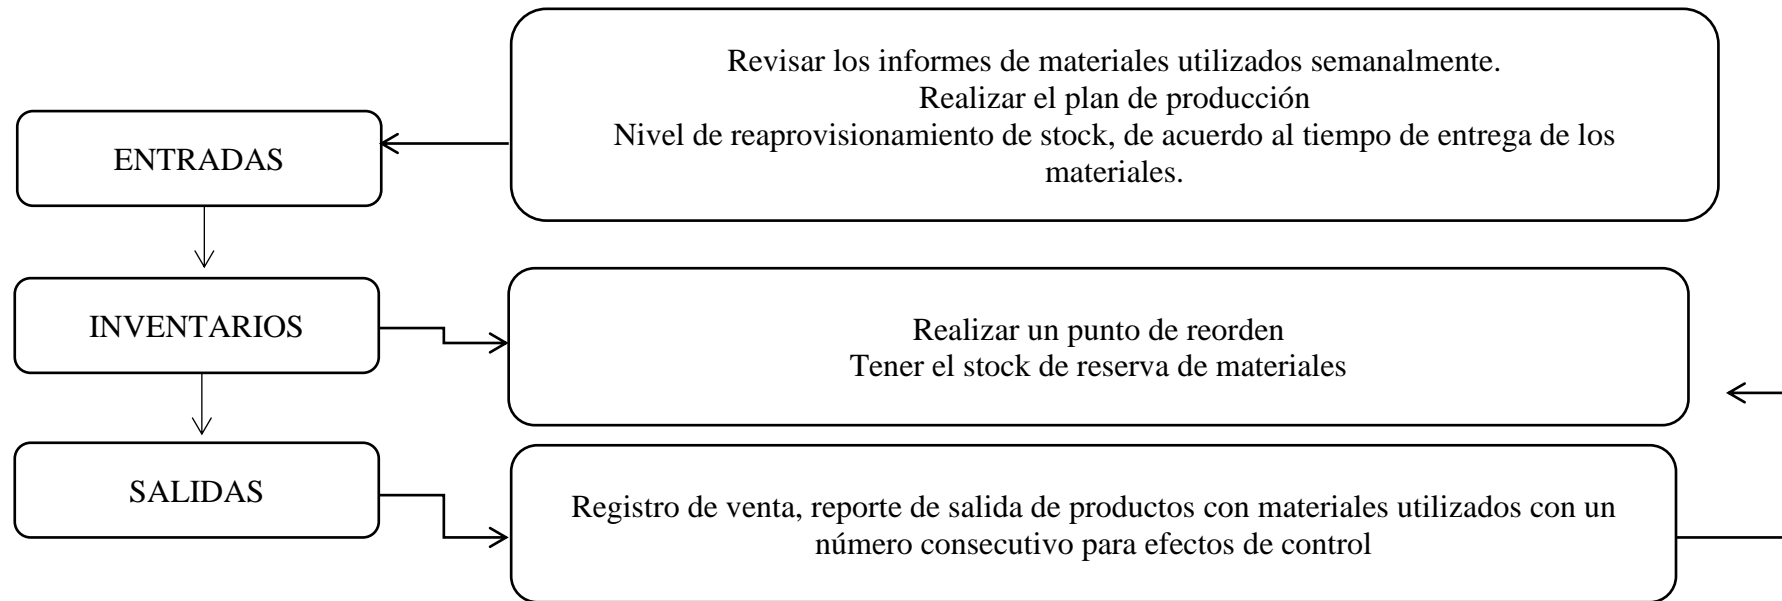 Revisar los informes de materiales utilizados semanalmente.
Realizar el plan de producción
Nivel de reaprovisionamiento de stock, de acuerdo al tiempo de entrega de los
materiales.
ENTRADAS
INVENTARIOS
Realizar un punto de reorden
Tener el stock de reserva de materiales
SALIDAS
Registro de venta, reporte de salida de productos con materiales utilizados con un
número consecutivo para efectos de control